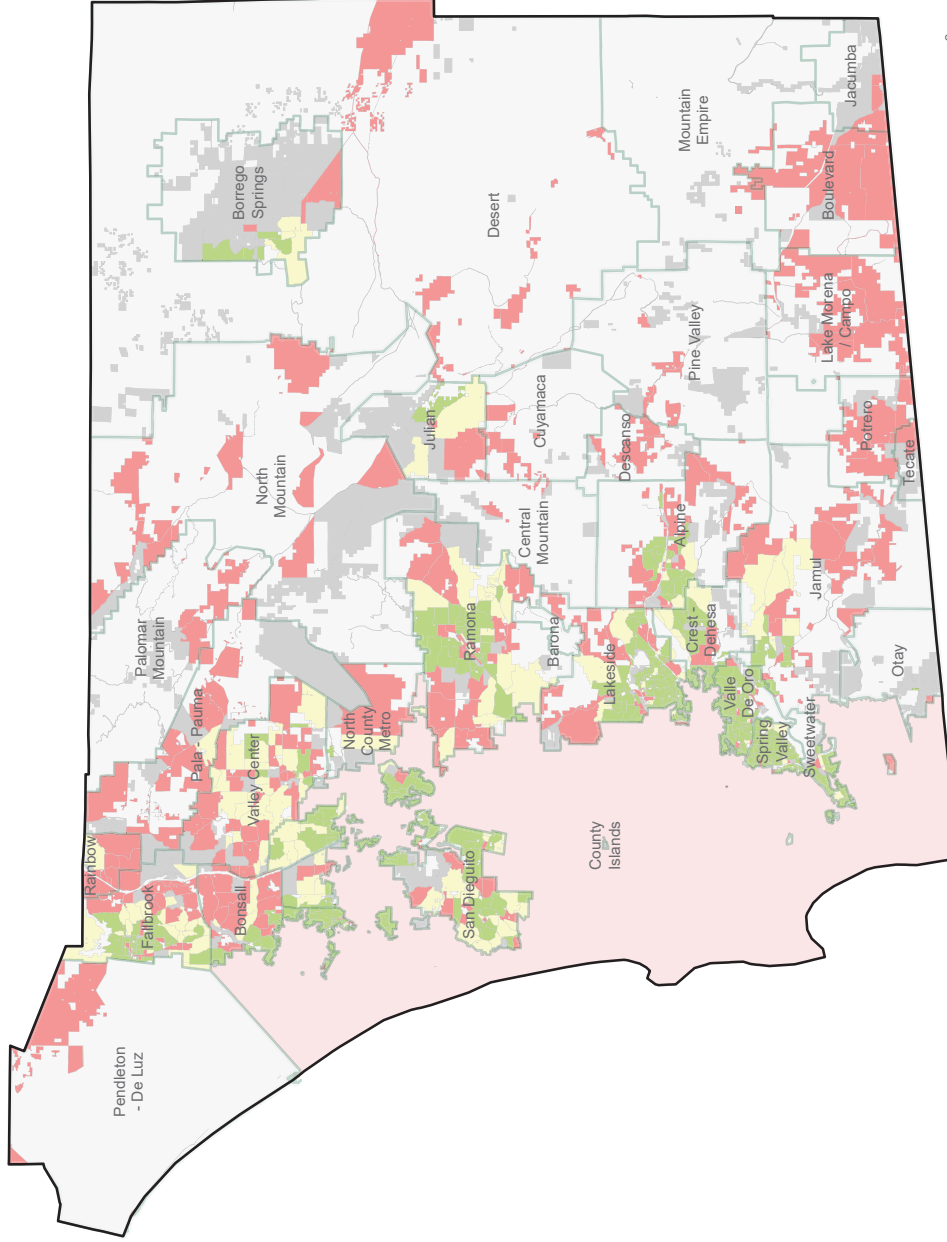 Rainbow
Fallbrook
Pendleton
- De Luz
Bonsall
Pala - Pauma
Valley Center
Palomar
Mountain
North
Mountain
Borrego
Springs
North
County
Metro
San Dieguito
Ramona
Julian
Desert
Central
Mountain
Cuyamaca
Barona
Lakeside
County
Islands
Descanso
Pine Valley
Mountain
Empire
Alpine
Crest -
Dehesa
Valle
De Oro
Spring
Valley
Sweetwater
Jamul
Otay
Lake Morena
/ Campo
Boulevard
Jacumba
Potrero
Tecate